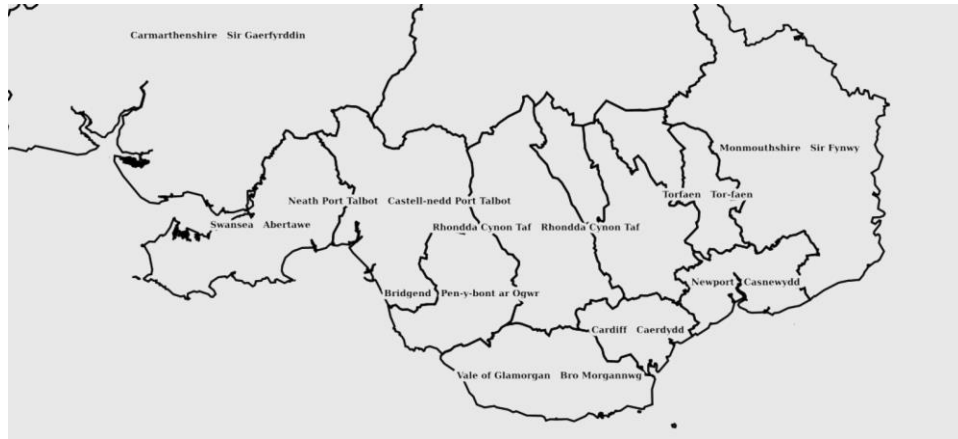 Carmarthenshire Sir Gaerfyrddin
Monmouthshire Sir Fynwy
Neath Port Talbot Castell-nedd Port Talbot
Torfaen Tor-faen
Swansea Abertawe
Rhondda Cynon Taf Rhondda Cynon Taf
Bridgend Pen-y-bont ar Ogwr
Newport Casnewydd
Cardiff Caerdydd
Vale of Glamorgan Bro Morgannwg